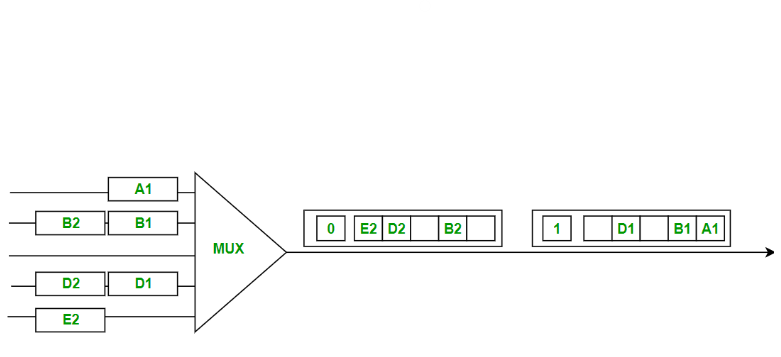 A1
B2 B1
MUX
D2 D1
E2
0 E2 D2 B2
1 D1 B1 A1